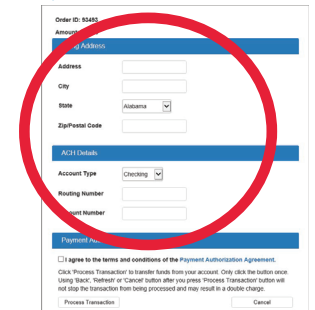 Order ID: 93492
Amount
g Address
Address
City
State Alabama
Zip/Postal Code
ACH Details
Account Type Checking
Routing Number
ount Number
Payment Au
I agree to the terms and conditions of the Payment Authorization Agreement.
Click 'Process Transaction' to transfer funds from your account. Only click the button once.
Using 'Back', 'Refresh' or 'Cancel' button after you press 'Process Transaction' button will
not stop the transaction from being processed and may result in a double charge.
Process Transaction Cancel